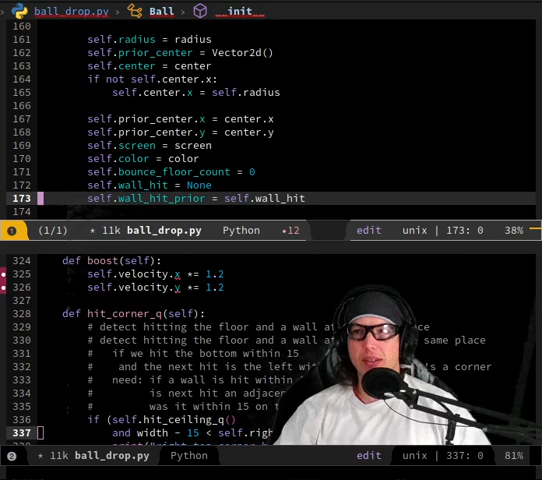 ball_drop.py › Ball › __init__
160
161 self.radius = radius
162 self.prior_center = Vector2d()
163 self.center = center
164 if not self.center.x:
165 self.center.x = self.radius
166
167 self.prior_center.x = center.x
168 self.prior_center.y = center.y
169 self.screen = screen
170 self.color = color
171 self.bounce_floor_count = 0
172 self.wall_hit = None
173 self.wall_hit_prior = self.wall_hit
174
1 (1/1) * 11k ball_drop.py Python •12 edit unix | 173: 0 38%
324 def boost(self):
325 self.velocity.x *= 1.2
326 self.velocity.y *= 1.2
327
328 def hit_corner_q(self):
329 # detect hitting the floor and a wall at place
330 # detect hitting the floor and a wall at same place
331 # if we hit the bottom within 15
332 # and the next hit is the left with 's a corner
333 # need: if a wall is hit within
334 # is next hit an adjacen
335 # was it within 15 on t
336 if (self.hit_ceiling_q()
337 and width - 15 < self.righ
2 * 11k ball_drop.py Python edit unix | 337: 0 81%